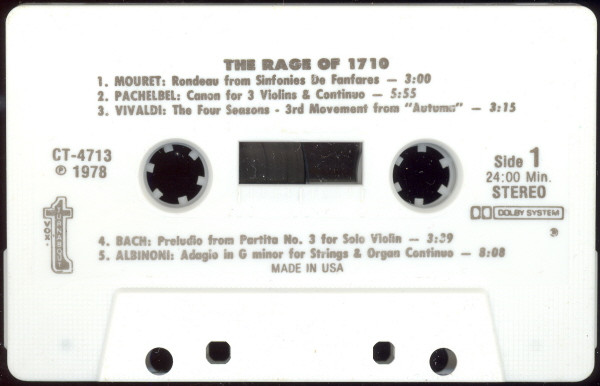 THE RAGE OF 1710
1. MOURET: Rondeau from Sinfonies De Fanfares — 3:00
2. PACHELBEL: Canon for 3 Violins & Continuo — 5:55
3. VIVALDI: The Four Seasons - 3rd Movement from "Autumn" — 3:15
CT-4713
℗ 1978
Side 1
24:00 Min.
STEREO
DOLBY SYSTEM
VOX
TURNABOUT
4. BACH: Preludio from Partita No. 3 for Solo Violin — 3:39
5. ALBINONI: Adagio in G minor for Strings & Organ Continuo — 8:08
MADE IN USA